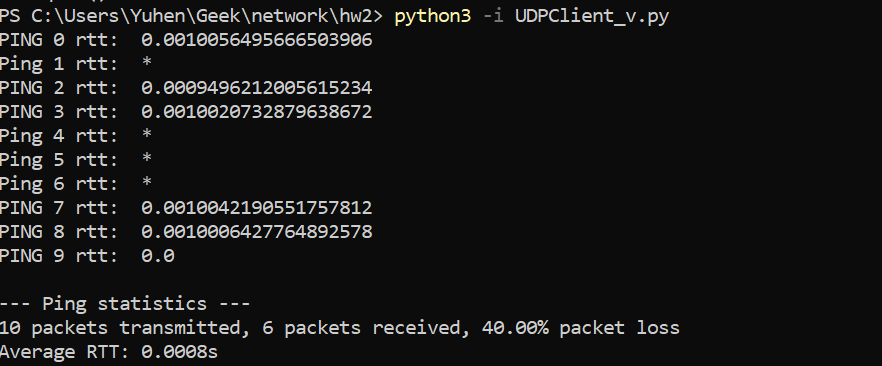 PS C:\Users\Yuhen\Geek\network\hw2> python3 -i UDPClient_v.py
PING 0 rtt:  0.0010056495666503906
Ping 1 rtt:  *
PING 2 rtt:  0.0009496212005615234
PING 3 rtt:  0.0010020732879638672
Ping 4 rtt:  *
Ping 5 rtt:  *
Ping 6 rtt:  *
PING 7 rtt:  0.0010042190551757812
PING 8 rtt:  0.0010006427764892578
PING 9 rtt:  0.0
--- Ping statistics ---
10 packets transmitted, 6 packets received, 40.00% packet loss
Average RTT: 0.0008s